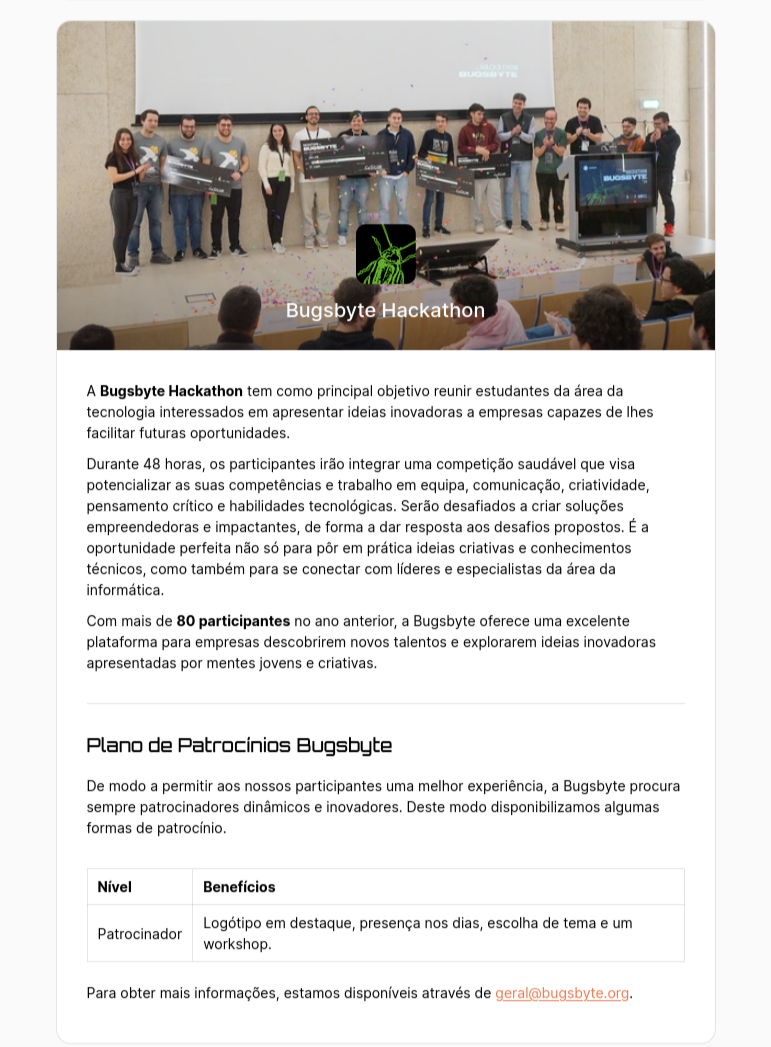 BUGSBYTE
BUGSBYTE
BUGSBYTE
Bugsbyte Hackathon
A Bugsbyte Hackathon tem como principal objetivo reunir estudantes da área da
tecnologia interessados em apresentar ideias inovadoras a empresas capazes de lhes
facilitar futuras oportunidades.
Durante 48 horas, os participantes irão integrar uma competição saudável que visa
potencializar as suas competências e trabalho em equipa, comunicação, criatividade,
pensamento crítico e habilidades tecnológicas. Serão desafiados a criar soluções
empreendedoras e impactantes, de forma a dar resposta aos desafios propostos. É a
oportunidade perfeita não só para pôr em prática ideias criativas e conhecimentos
técnicos, como também para se conectar com líderes e especialistas da área da
informática.
Com mais de 80 participantes no ano anterior, a Bugsbyte oferece uma excelente
plataforma para empresas descobrirem novos talentos e explorarem ideias inovadoras
apresentadas por mentes jovens e criativas.
Plano de Patrocínios Bugsbyte
De modo a permitir aos nossos participantes uma melhor experiência, a Bugsbyte procura
sempre patrocinadores dinâmicos e inovadores. Deste modo disponibilizamos algumas
formas de patrocínio.
Nível Benefícios
Patrocinador Logótipo em destaque, presença nos dias, escolha de tema e um
workshop.
Para obter mais informações, estamos disponíveis através de geral@bugsbyte.org.